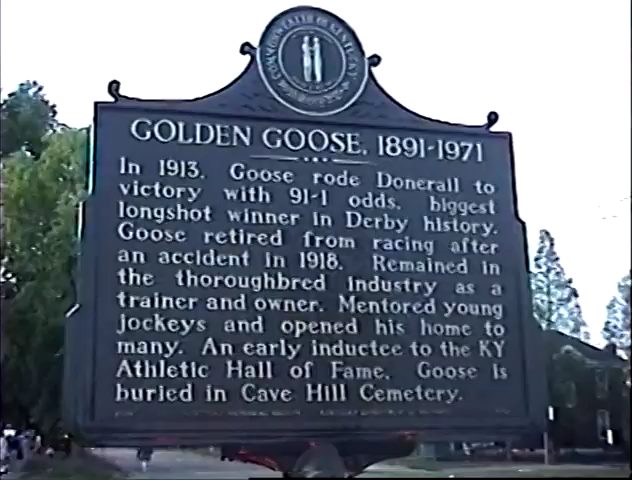 COMMONWEALTH OF KENTUCKY
GOLDEN GOOSE, 1891-1971
In 1913, Goose rode Donerail to
victory with 91-1 odds, biggest
longshot winner in Derby history.
Goose retired from racing after
an accident in 1918. Remained in
the thoroughbred industry as a
trainer and owner. Mentored young
jockeys and opened his home to
many. An early inductee to the KY
Athletic Hall of Fame, Goose is
buried in Cave Hill Cemetery.